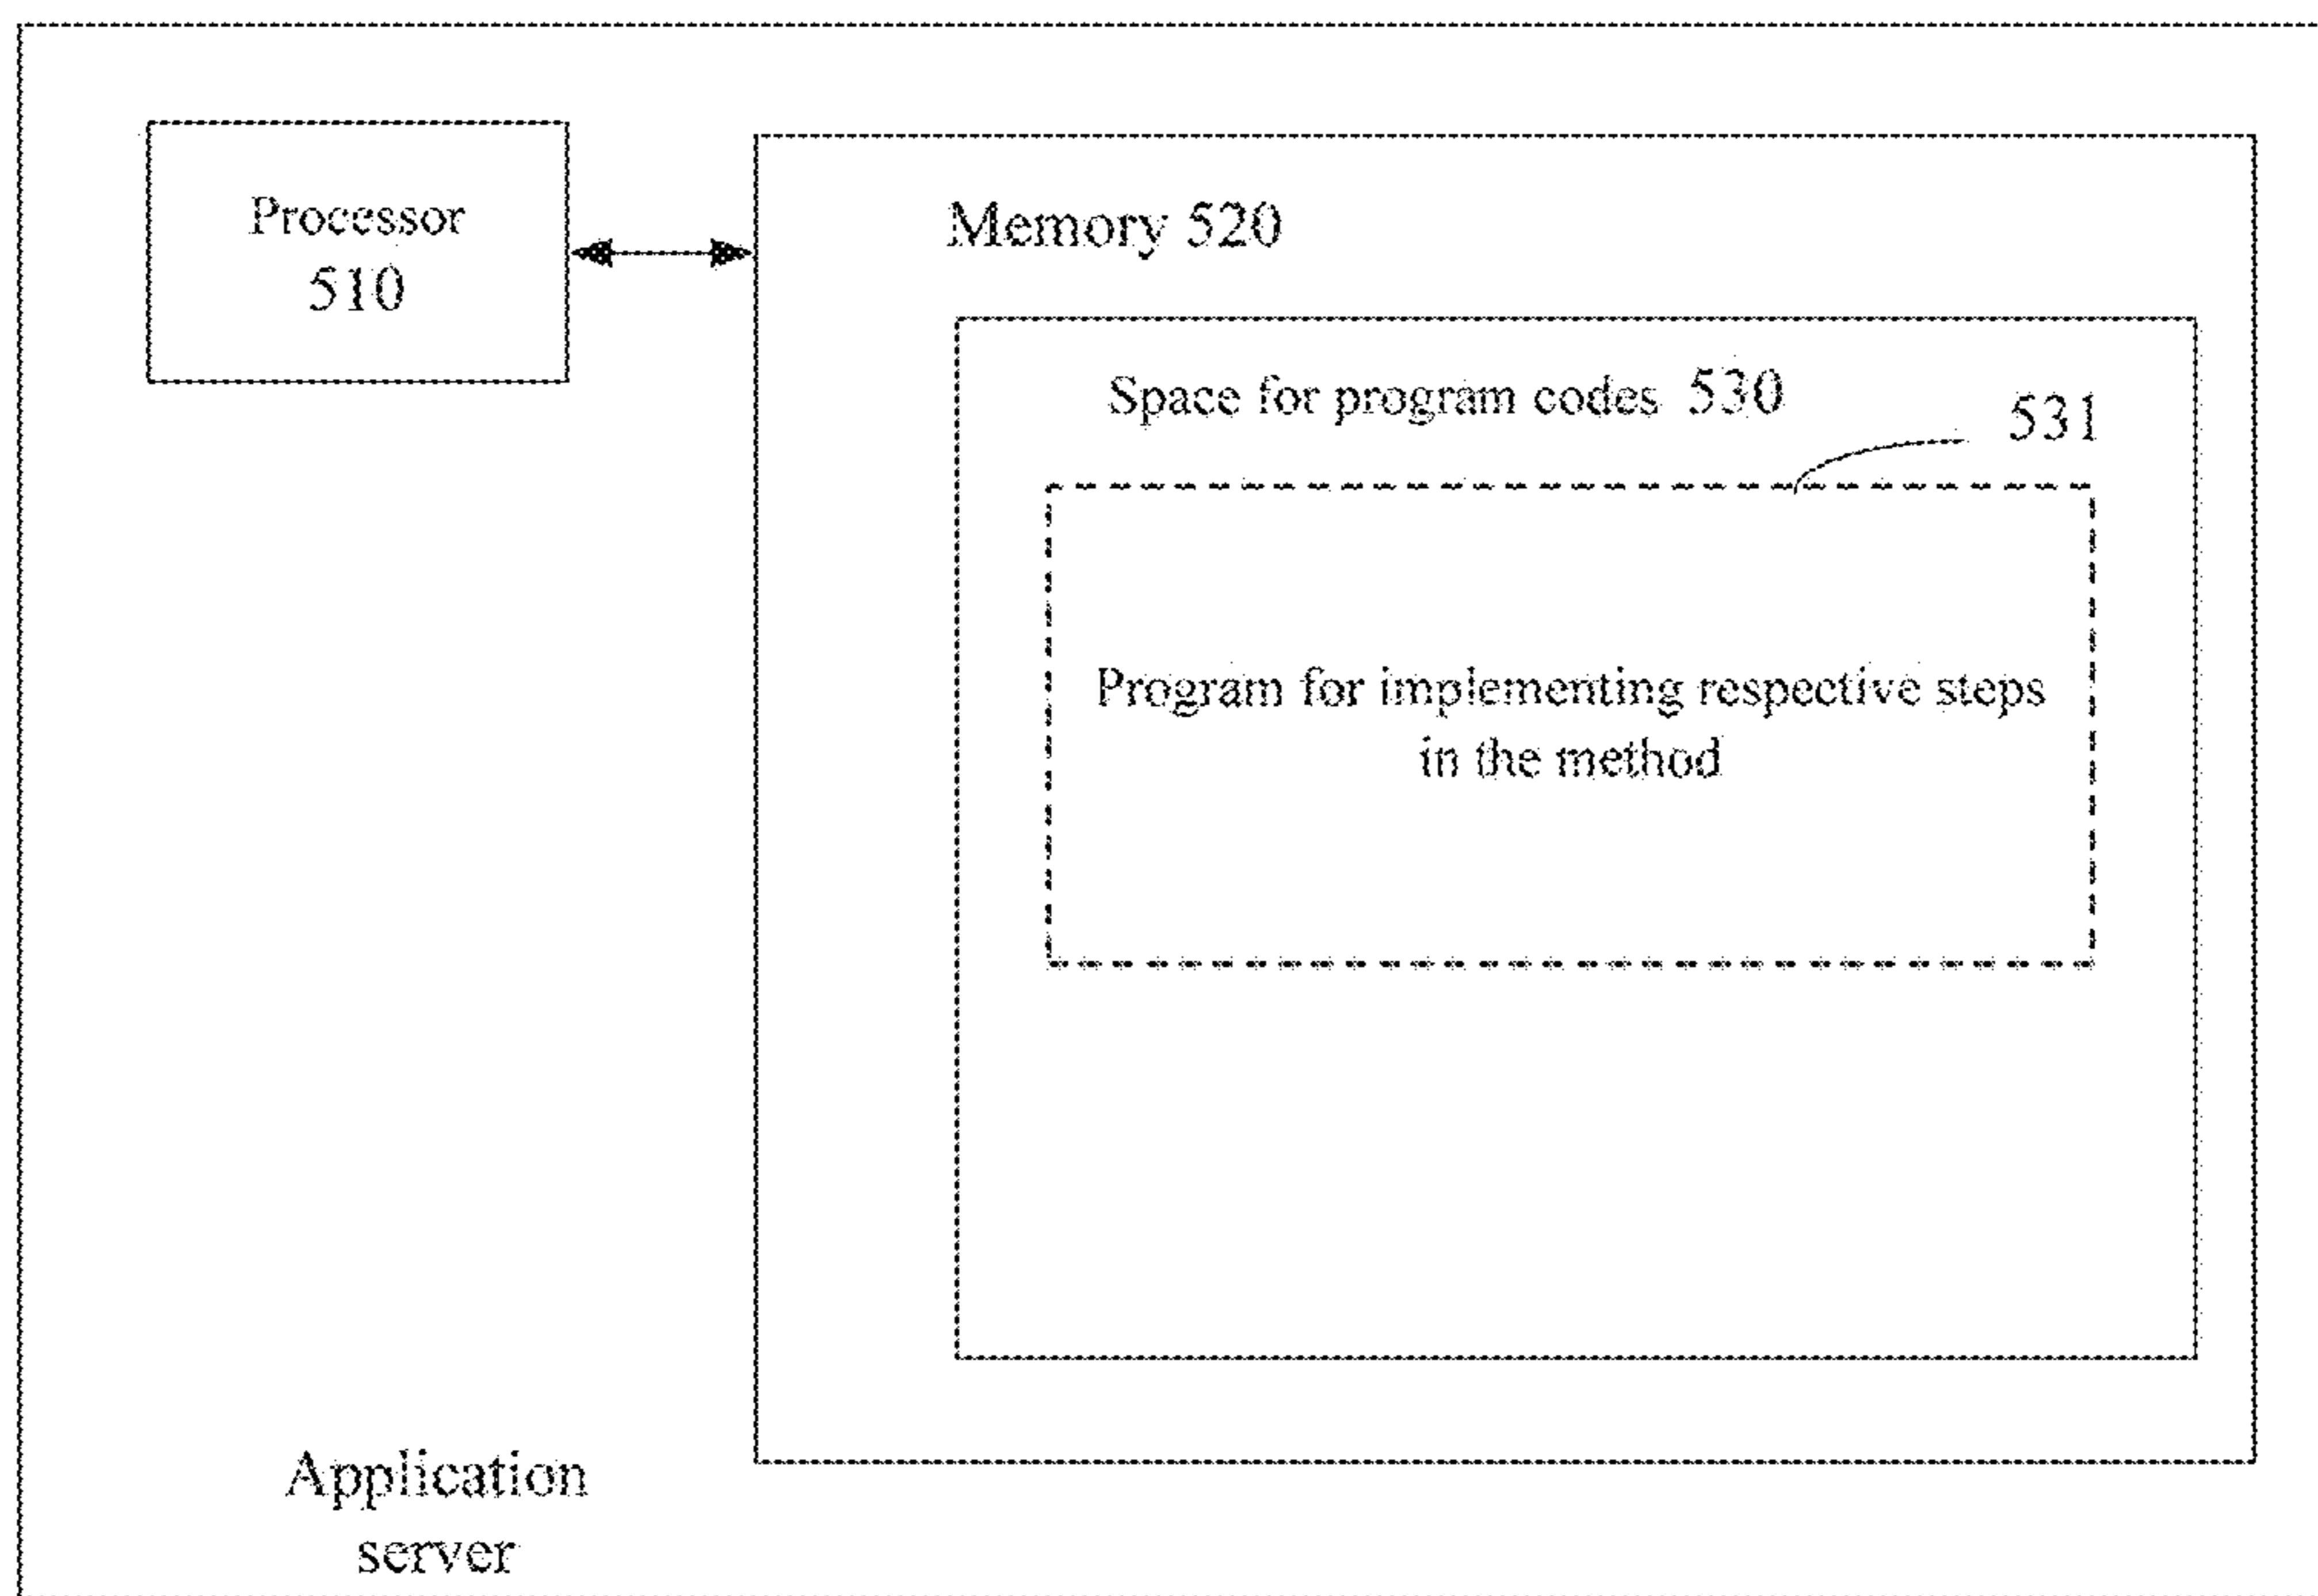 Processor
510
Memory 520
Space for program codes 530
531
Program for implementing respective steps
in the method
Application
server